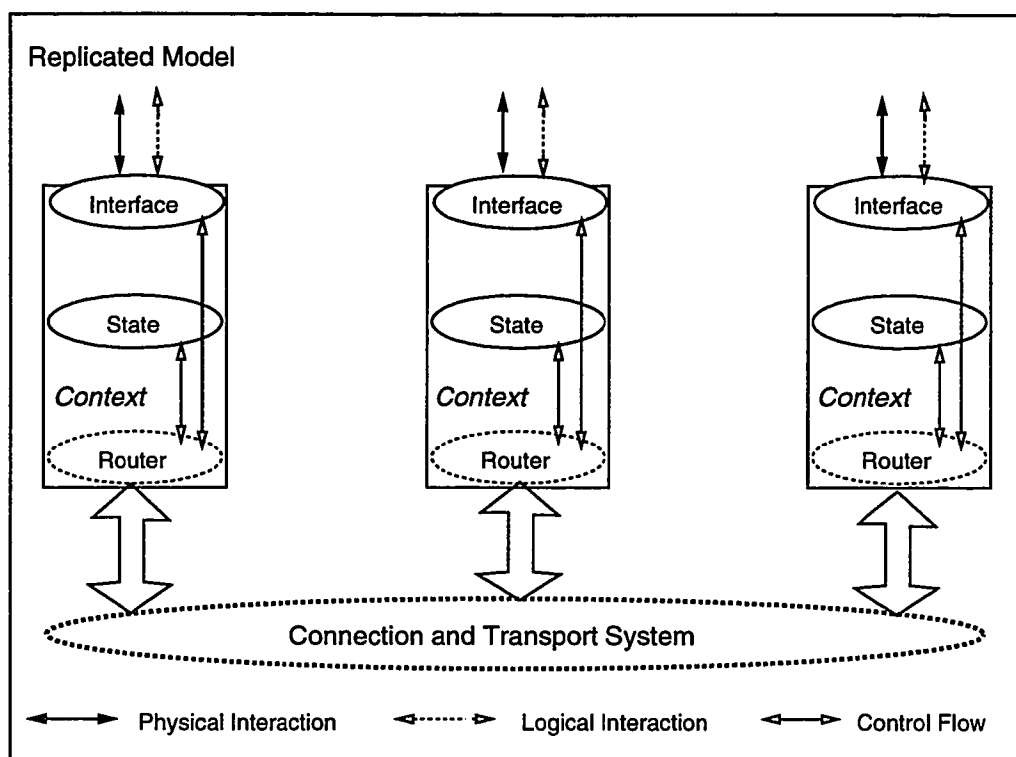 Replicated Model
Interface Interface Interface
State State State
Context Context Context
Router Router Router
Connection and Transport System
Physical Interaction Logical Interaction Control Flow